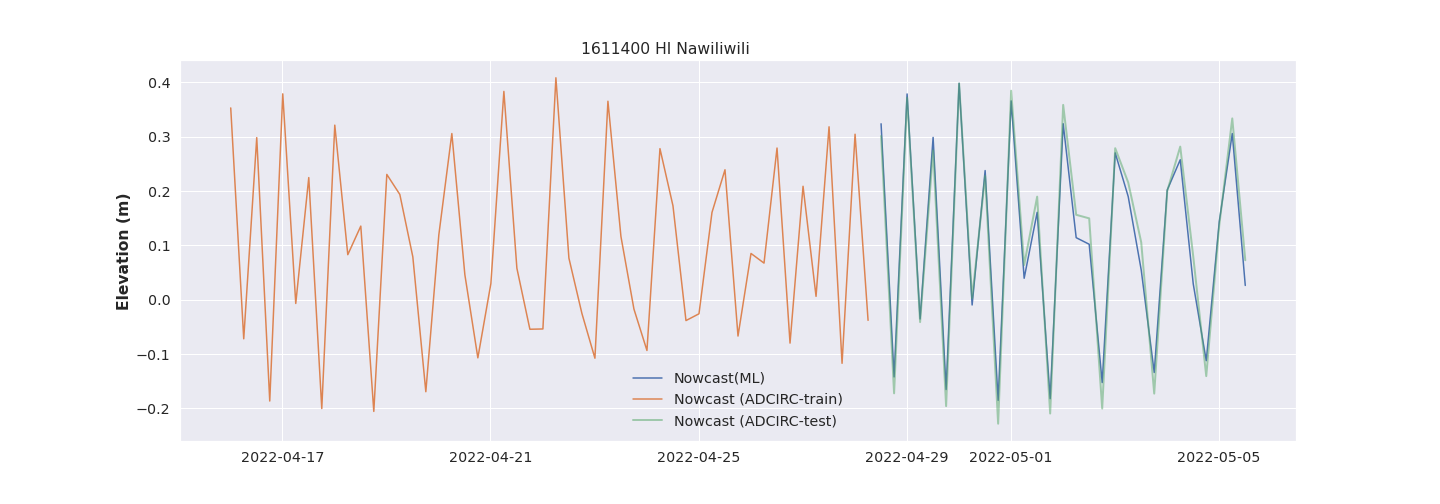 1611400 HI Nawiliwili
Elevation (m)
0.4
0.3
0.2
0.1
0.0
−0.1
−0.2
Nowcast(ML)
Nowcast (ADCIRC-train)
Nowcast (ADCIRC-test)
2022-04-17
2022-04-21
2022-04-25
2022-04-29
2022-05-01
2022-05-05